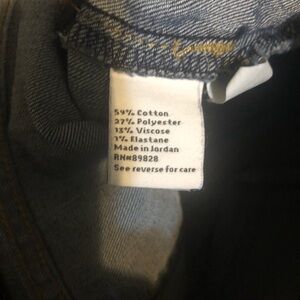 59% Cotton
27% Polyester
13% Viscose
1% Elastane
Made in Jordan
RN#89828
See reverse for care